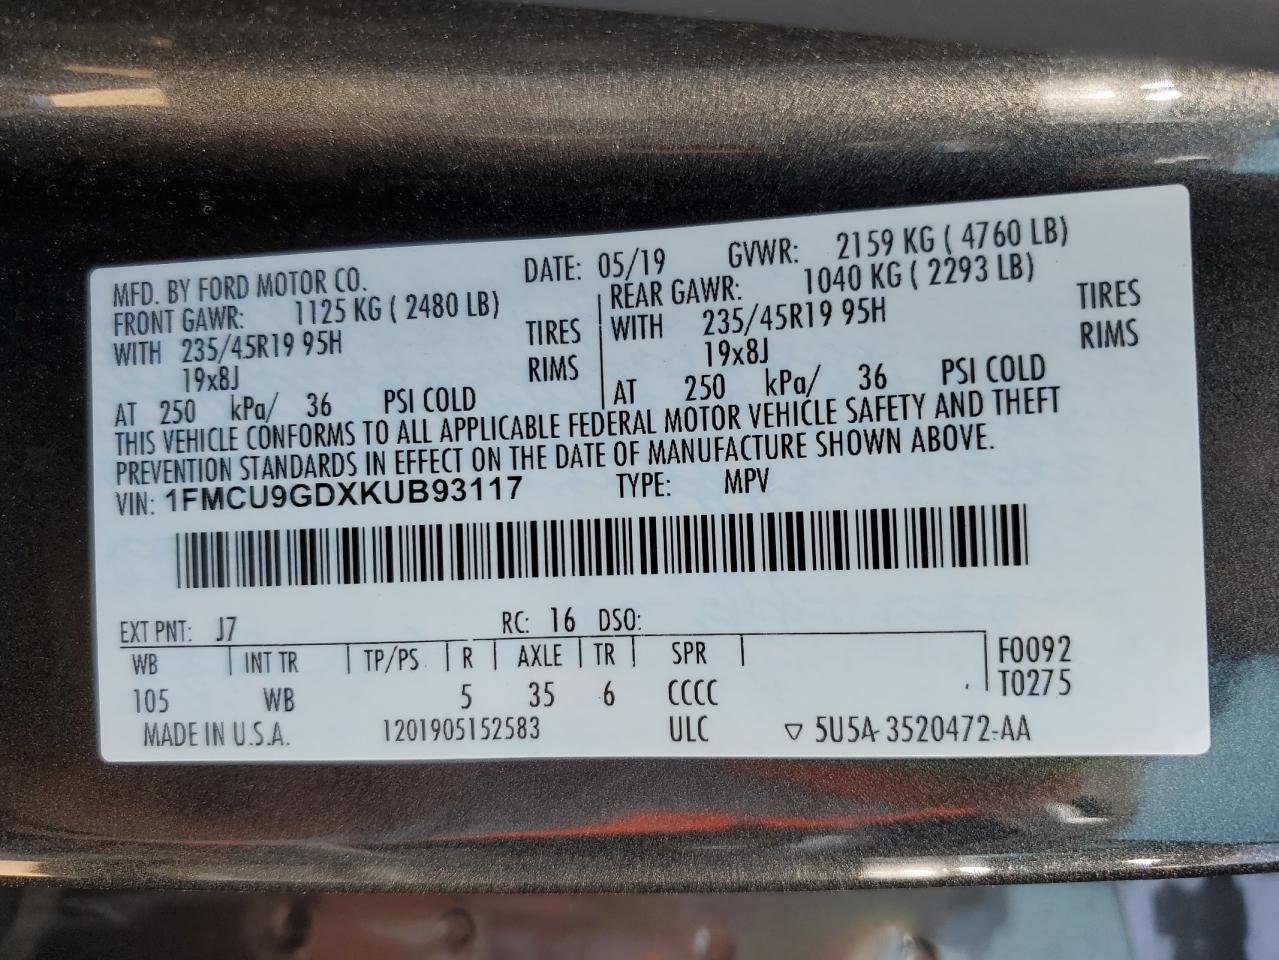 MFD. BY FORD MOTOR CO. DATE: 05/19 GVWR: 2159 KG ( 4760 LB)
FRONT GAWR: 1125 KG ( 2480 LB) REAR GAWR: 1040 KG ( 2293 LB)
WITH 235/45R19 95H TIRES WITH 235/45R19 95H TIRES
19x8J RIMS 19x8J RIMS
AT 250 kPa/ 36 PSI COLD AT 250 kPa/ 36 PSI COLD
THIS VEHICLE CONFORMS TO ALL APPLICABLE FEDERAL MOTOR VEHICLE SAFETY AND THEFT
PREVENTION STANDARDS IN EFFECT ON THE DATE OF MANUFACTURE SHOWN ABOVE.
VIN: 1FMCU9GDXKUB93117 TYPE: MPV
EXT PNT: J7 RC: 16 DSO:
WB INT TR TP/PS R AXLE TR SPR F0092
105 WB 5 35 6 CCCC T0275
MADE IN U.S.A. 1201905152583 ULC ▽ 5U5A-3520472-AA